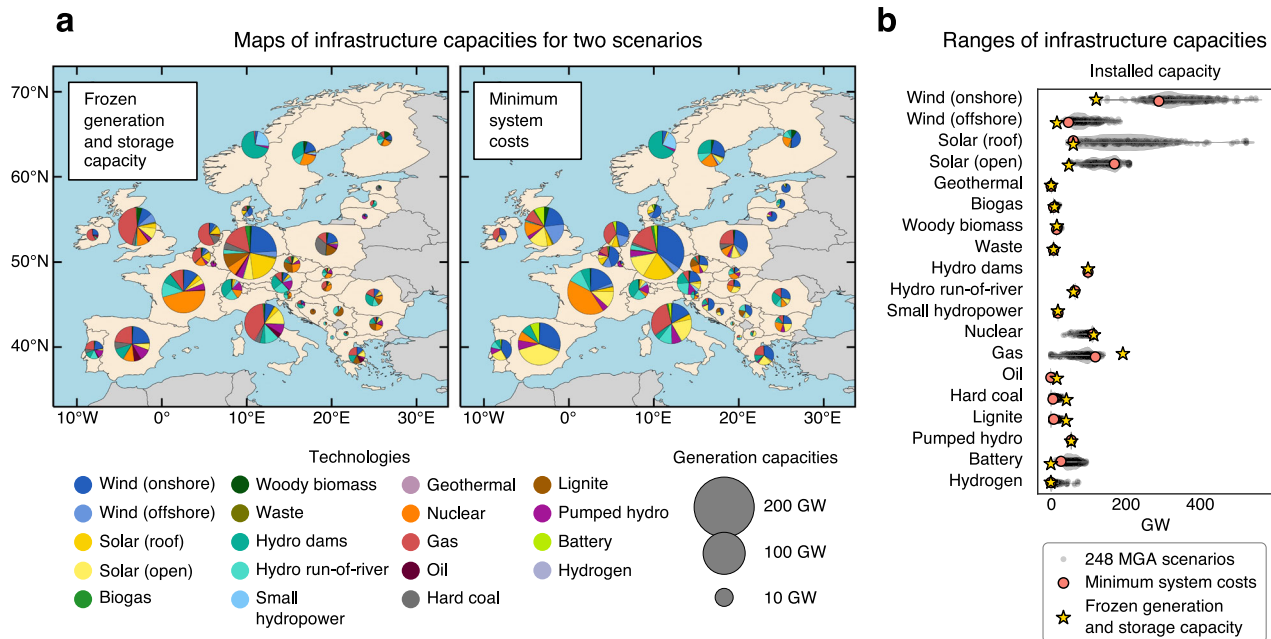 a
Maps of infrastructure capacities for two scenarios
Frozen
generation
and storage
capacity
Minimum
system
costs
70°N
60°N
50°N
40°N
10°W
0°
10°E
20°E
30°E
10°W
0°
10°E
20°E
30°E
Technologies
Wind (onshore)
Wind (offshore)
Solar (roof)
Solar (open)
Biogas
Woody biomass
Waste
Hydro dams
Hydro run-of-river
Small
hydropower
Geothermal
Nuclear
Gas
Oil
Hard coal
Lignite
Pumped hydro
Battery
Hydrogen
Generation capacities
200 GW
100 GW
10 GW
b
Ranges of infrastructure capacities
Installed capacity
Wind (onshore)
Wind (offshore)
Solar (roof)
Solar (open)
Geothermal
Biogas
Woody biomass
Waste
Hydro dams
Hydro run-of-river
Small hydropower
Nuclear
Gas
Oil
Hard coal
Lignite
Pumped hydro
Battery
Hydrogen
0
200
400
GW
248 MGA scenarios
Minimum system costs
Frozen generation
and storage capacity